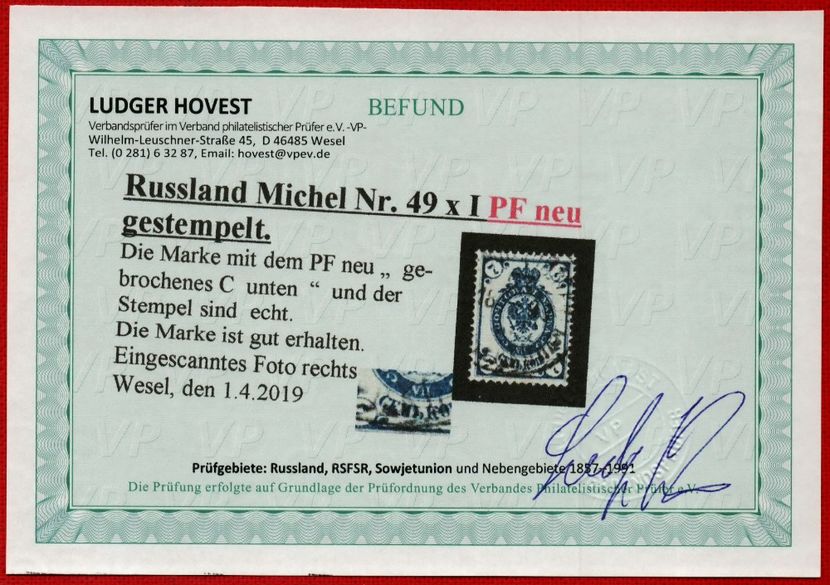 LUDGER HOVEST
BEFUND
Verbandsprüfer im Verband philatelistischer Prüfer e.V. -VP-
Wilhelm-Leuschner-Straße 45, D 46485 Wesel
Tel. (0 281) 6 32 87, Email: hovest@vpev.de
Russland Michel Nr. 49 x I PF neu
gestempelt.
Die Marke mit dem PF neu „ ge-
brochenes C unten “ und der
Stempel sind echt.
Die Marke ist gut erhalten.
Eingescanntes Foto rechts
Wesel, den 1.4.2019
Prüfgebiete: Russland, RSFSR, Sowjetunion und Nebengebiete 1857-1991
Die Prüfung erfolgte auf Grundlage der Prüfordnung des Verbandes Philatelistischer Prüfer e.V.